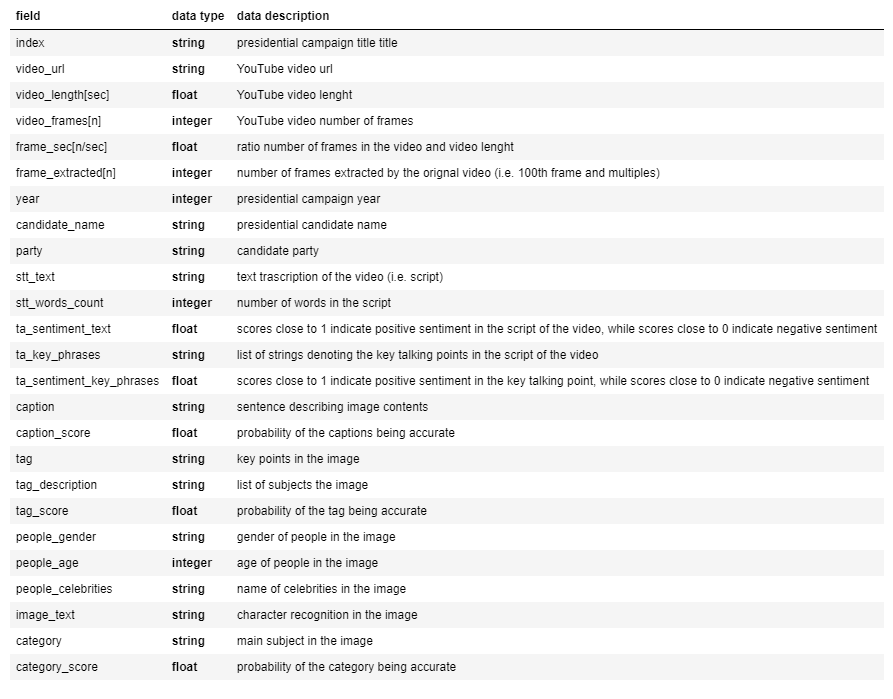 field data type data description
index string presidential campaign title title
video_url string YouTube video url
video_length[sec] float YouTube video lenght
video_frames[n] integer YouTube video number of frames
frame_sec[n/sec] float ratio number of frames in the video and video lenght
frame_extracted[n] integer number of frames extracted by the orignal video (i.e. 100th frame and multiples)
year integer presidential campaign year
candidate_name string presidential candidate name
party string candidate party
stt_text string text trascription of the video (i.e. script)
stt_words_count integer number of words in the script
ta_sentiment_text float scores close to 1 indicate positive sentiment in the script of the video, while scores close to 0 indicate negative sentiment
ta_key_phrases string list of strings denoting the key talking points in the script of the video
ta_sentiment_key_phrases float scores close to 1 indicate positive sentiment in the key talking point, while scores close to 0 indicate negative sentiment
caption string sentence describing image contents
caption_score float probability of the captions being accurate
tag string key points in the image
tag_description string list of subjects the image
tag_score float probability of the tag being accurate
people_gender string gender of people in the image
people_age integer age of people in the image
people_celebrities string name of celebrities in the image
image_text string character recognition in the image
category string main subject in the image
category_score float probability of the category being accurate